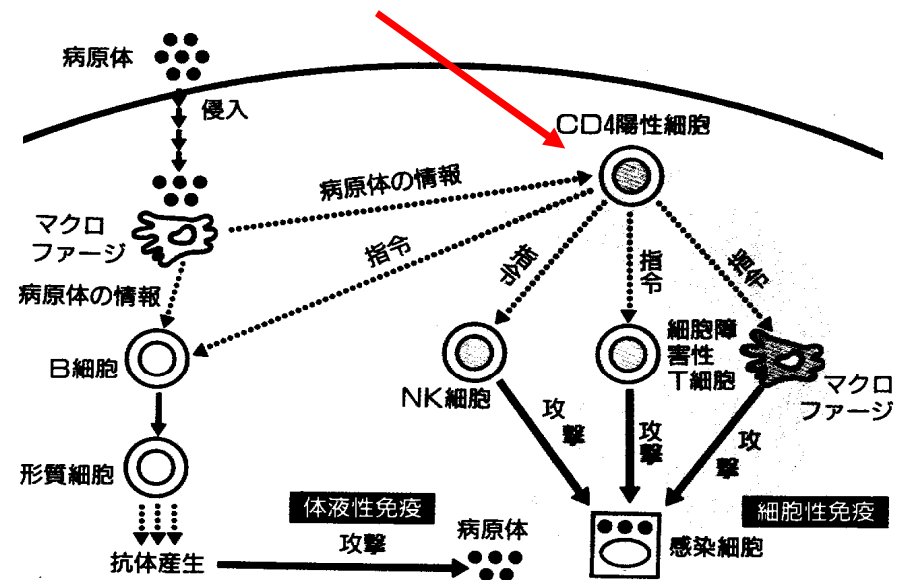 病原体
侵入
CD4陽性細胞
病原体の情報
マクロ
ファージ
指令
指令
指令
指令
病原体の情報
B細胞
NK細胞
細胞障
害性
T細胞
マクロ
ファージ
攻
撃
攻
撃
攻
撃
形質細胞
体液性免疫
細胞性免疫
抗体産生
攻撃
病原体
感染細胞